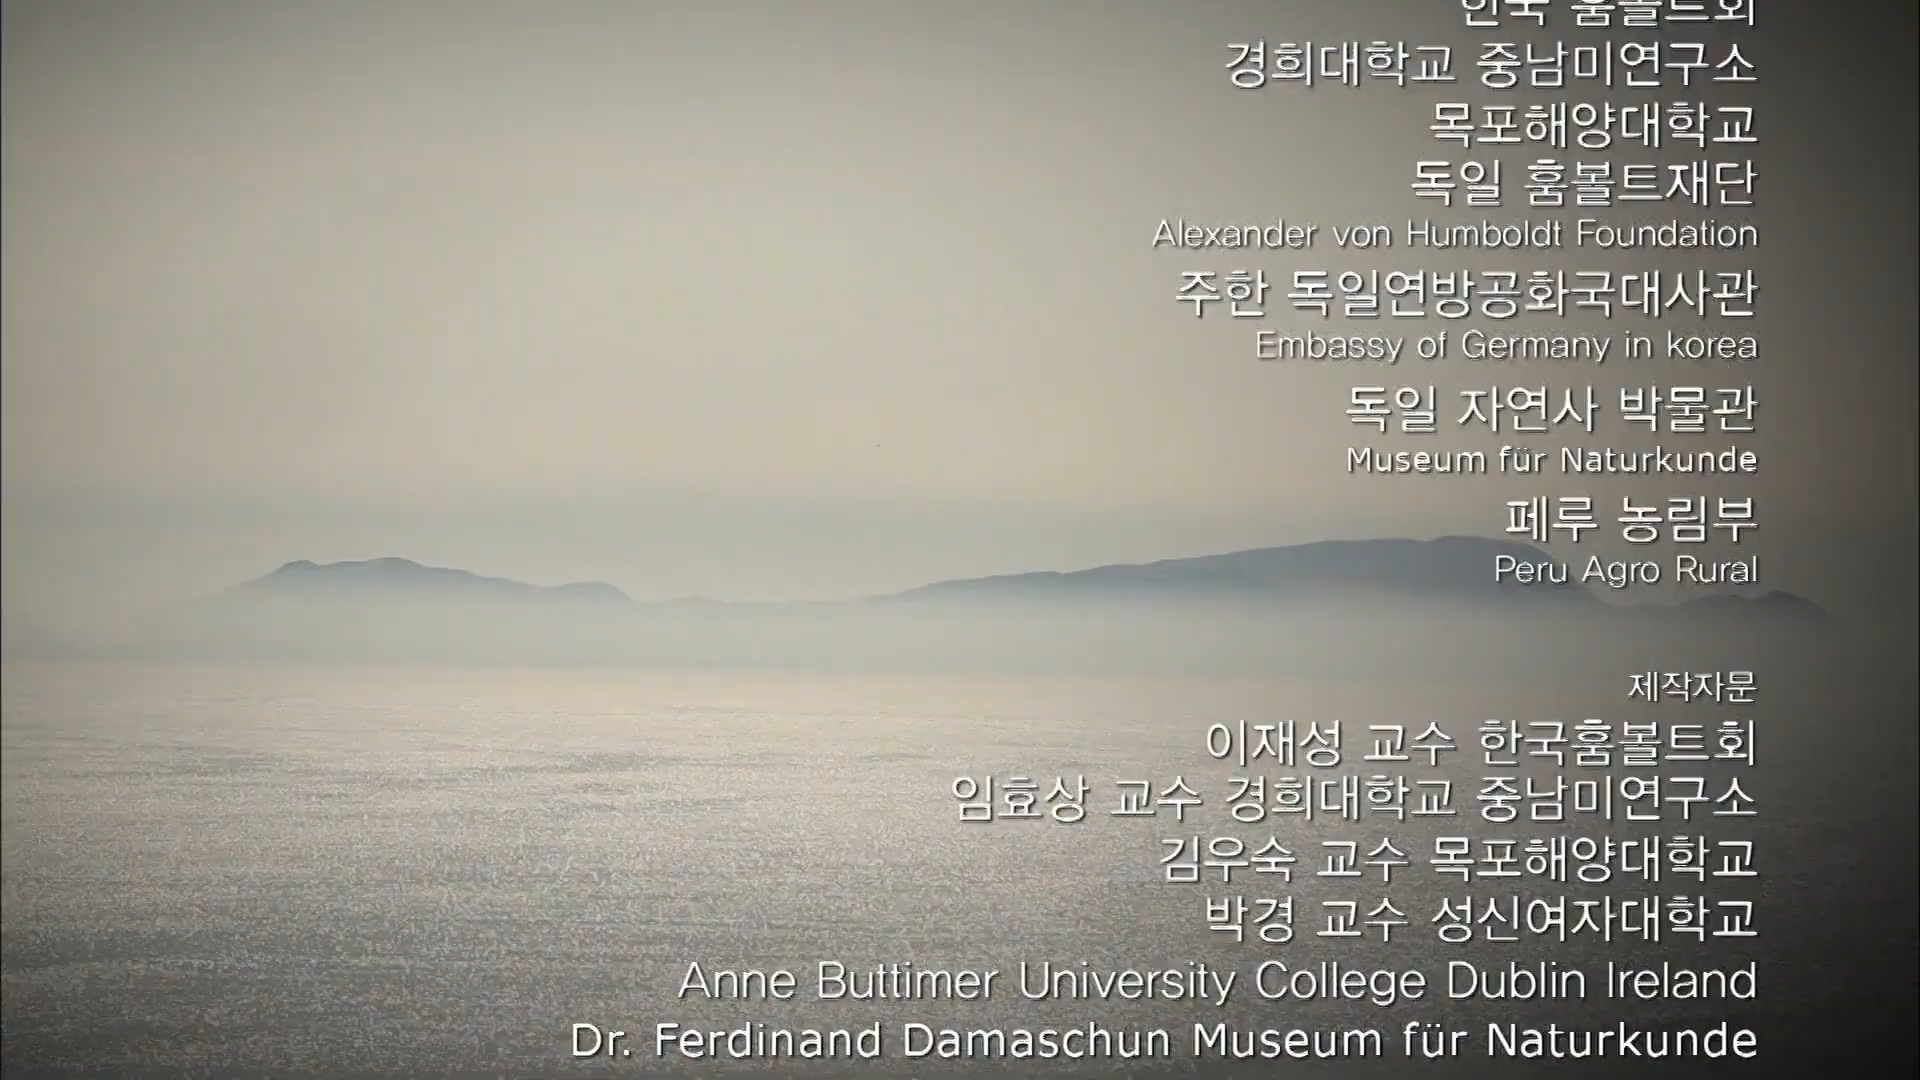 한국 훔볼트회
경희대학교 중남미연구소
목포해양대학교
독일 훔볼트재단
Alexander von Humboldt Foundation
주한 독일연방공화국대사관
Embassy of Germany in korea
독일 자연사 박물관
Museum für Naturkunde
페루 농림부
Peru Agro Rural
제작자문
이재성 교수 한국훔볼트회
임효상 교수 경희대학교 중남미연구소
김우숙 교수 목포해양대학교
박경 교수 성신여자대학교
Anne Buttimer University College Dublin Ireland
Dr. Ferdinand Damaschun Museum für Naturkunde